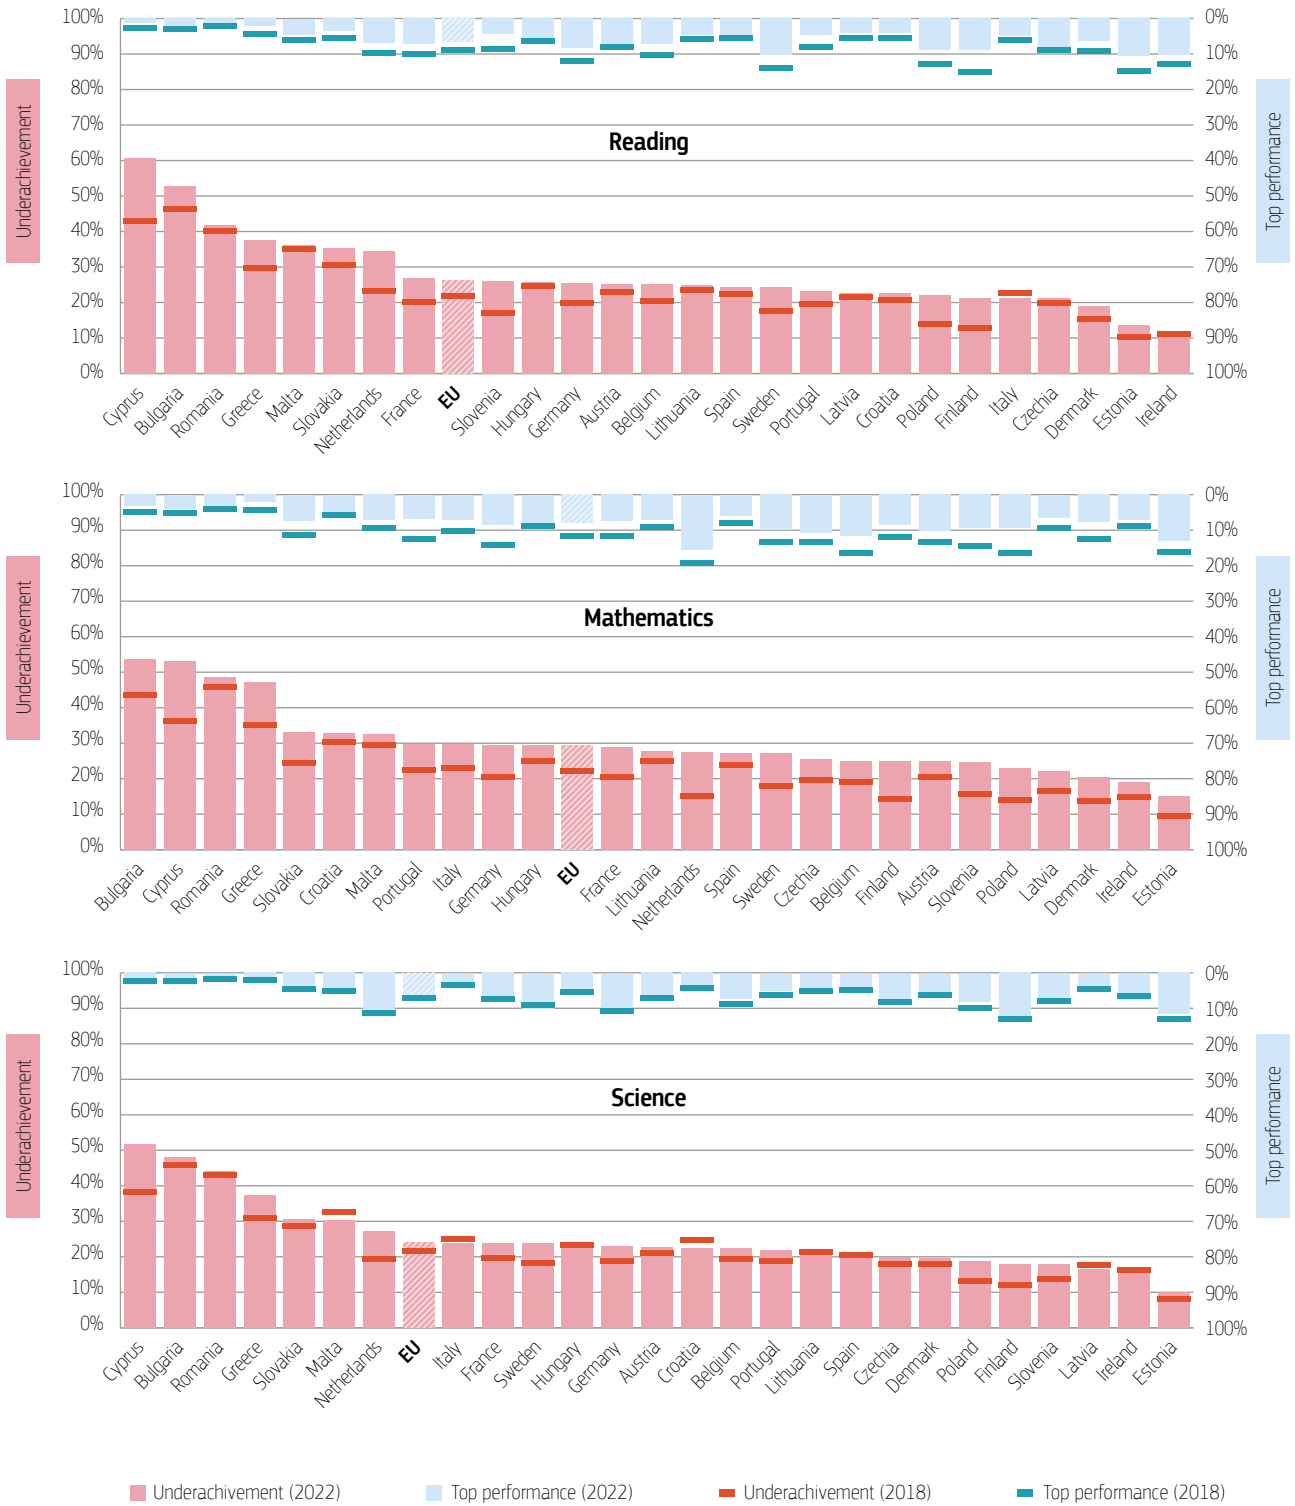 100% 0%
90% 10%
80% 20%
70% 30%
Reading
60% 40%
50% 50%
40% 60%
30% 70%
20% 80%
10% 90%
0% 100%
Underachievement
Top performance
Cyprus Bulgaria Romania Greece Malta Slovakia Netherlands France EU Slovenia Hungary Germany Austria Belgium Lithuania Spain Sweden Portugal Latvia Croatia Poland Finland Italy Czechia Denmark Estonia Ireland
100% 0%
90% 10%
80% 20%
70% 30%
Mathematics
60% 40%
50% 50%
40% 60%
30% 70%
20% 80%
10% 90%
0% 100%
Underachievement
Top performance
Bulgaria Cyprus Romania Greece Slovakia Croatia Malta Portugal Italy Germany Hungary EU France Lithuania Netherlands Spain Sweden Czechia Belgium Finland Austria Slovenia Poland Latvia Denmark Ireland Estonia
100% 0%
90% 10%
80% 20%
70% 30%
Science
60% 40%
50% 50%
40% 60%
30% 70%
20% 80%
10% 90%
0% 100%
Underachievement
Top performance
Cyprus Bulgaria Romania Greece Slovakia Malta Netherlands EU Italy France Sweden Hungary Germany Austria Croatia Belgium Portugal Lithuania Spain Czechia Denmark Poland Finland Slovenia Latvia Ireland Estonia
Underachivement (2022) Top performance (2022) Underachivement (2018) Top performance (2018)